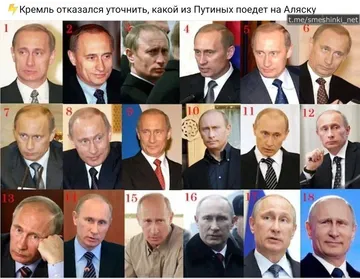 👇Кремль отказался уточнить, какой из Путиных поедет на Аляску
t.me/smeshinki_net
1 2 3 4 5 6
7 8 9 10 11 12
13 14 15 16 17 18